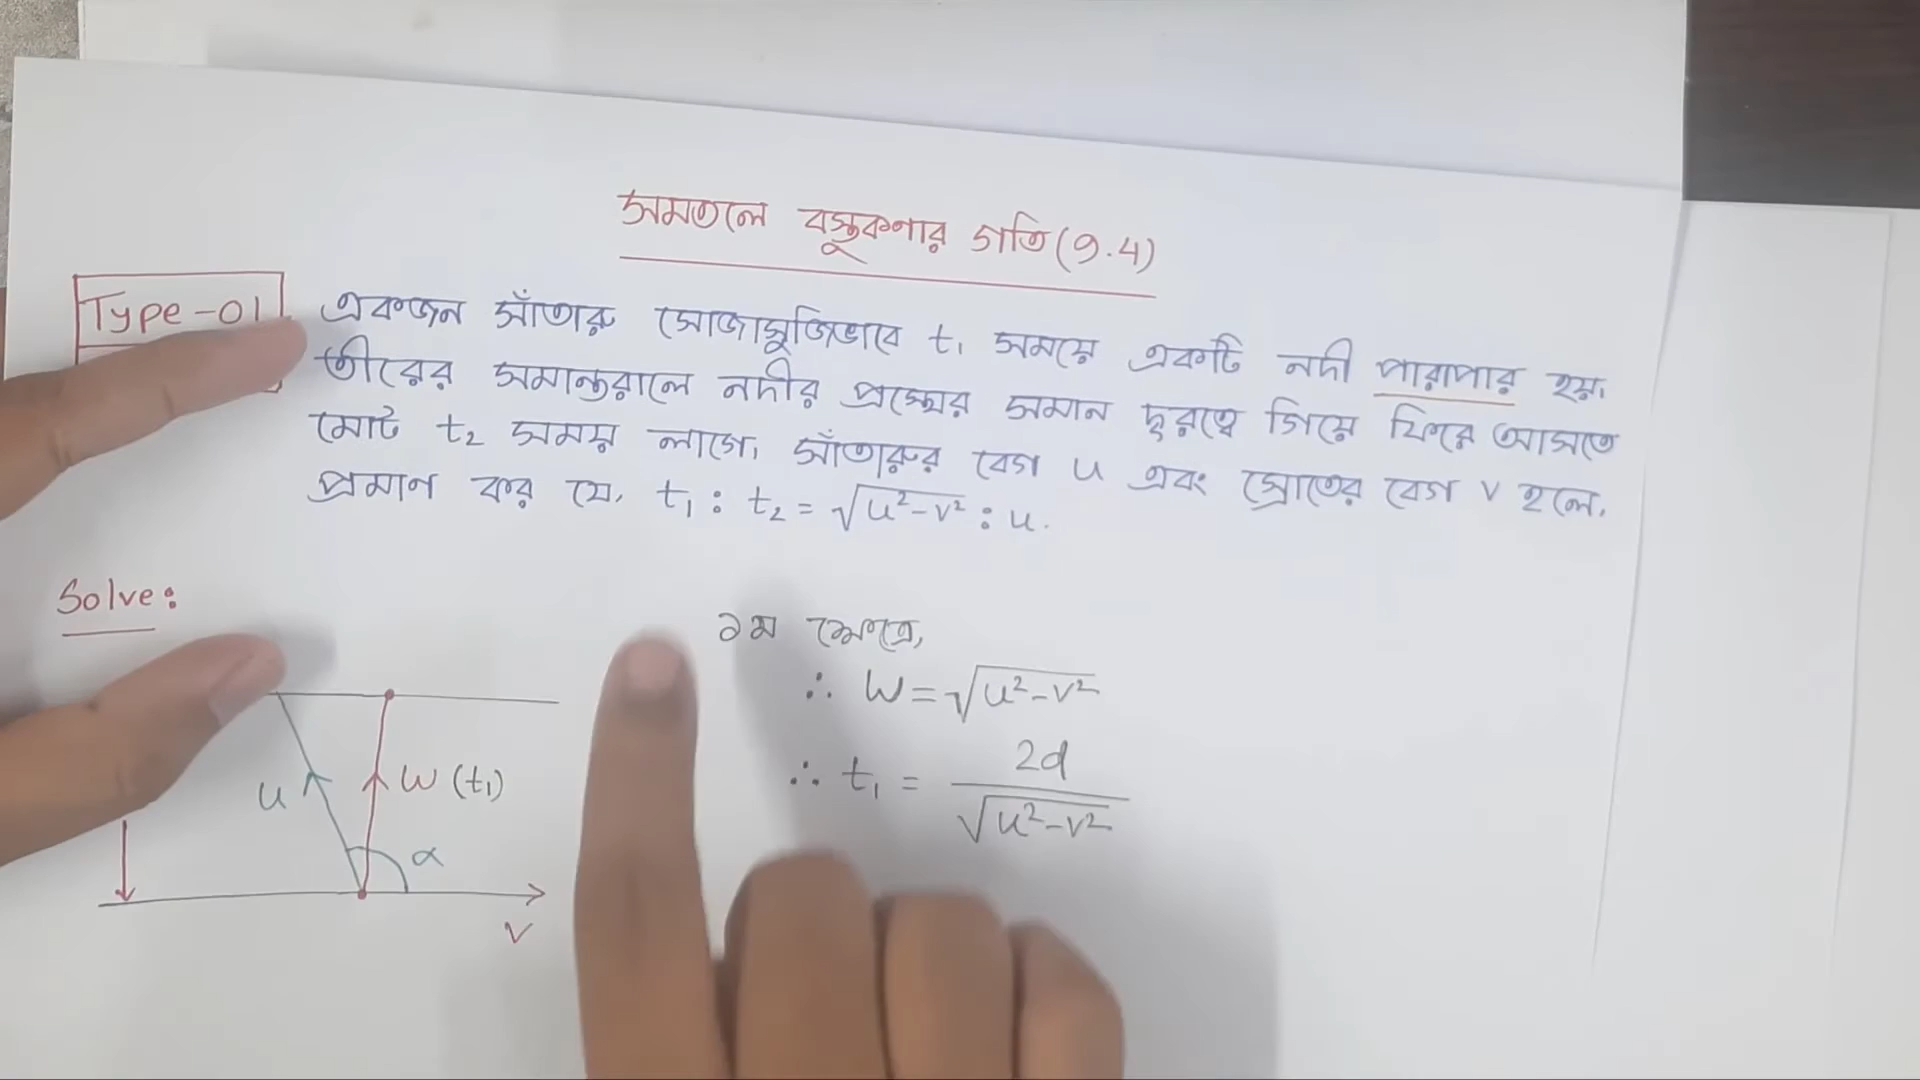 সমতলে বস্তুকণার গতি (9.4)
Type-01
একজন সাঁতারু সোজাসুজিভাবে t₁ সময়ে একটি নদী পারাপার হয়।
তীরের সমান্তরালে নদীর প্রস্থের সমান দূরত্বে গিয়ে ফিরে আসতে
মোট t₂ সময় লাগে। সাঁতারুর বেগ u এবং স্রোতের বেগ v হলে,
প্রমাণ কর যে, t₁ : t₂ = √(u²-v²) : u.
Solve:
১ম ক্ষেত্রে,
∴ W = √(u²-v²)
∴ t₁ = 2d / √(u²-v²)
u
W (t₁)
α
v